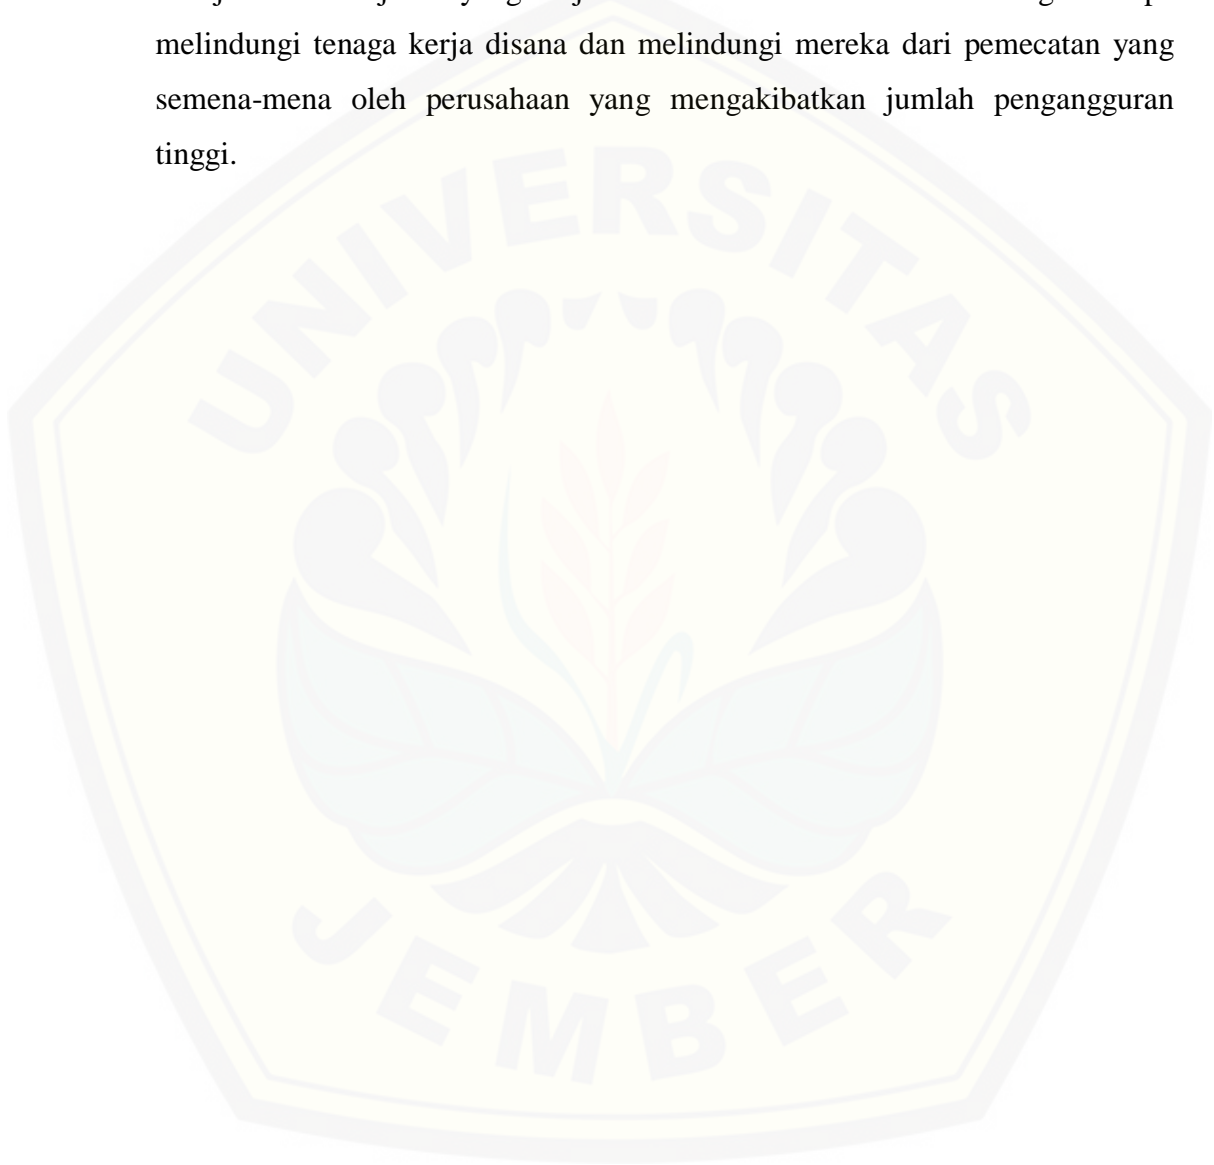 melindungi tenaga kerja disana dan melindungi mereka dari pemecatan yang
semena-mena oleh perusahaan yang mengakibatkan jumlah pengangguran
tinggi.
UNIVERSITAS
JEMBER